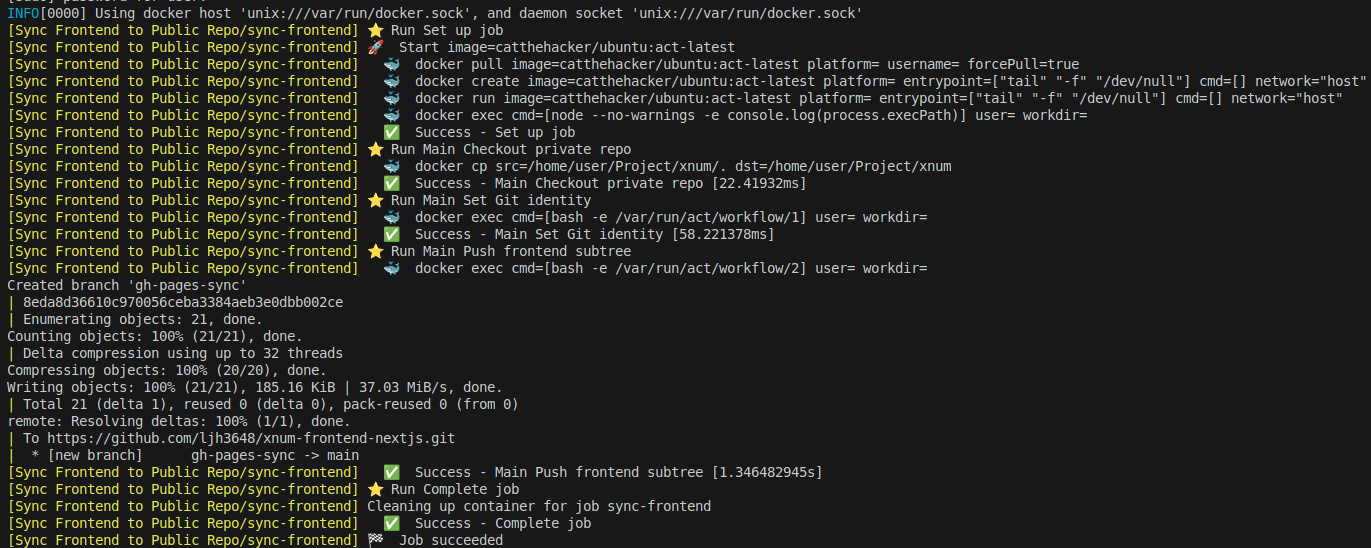 INFO[0000] Using docker host 'unix:///var/run/docker.sock', and daemon socket 'unix:///var/run/docker.sock'
[Sync Frontend to Public Repo/sync-frontend] ⭐ Run Set up job
[Sync Frontend to Public Repo/sync-frontend] 🚀  Start image=catthehacker/ubuntu:act-latest
[Sync Frontend to Public Repo/sync-frontend]   🐳  docker pull image=catthehacker/ubuntu:act-latest platform= username= forcePull=true
[Sync Frontend to Public Repo/sync-frontend]   🐳  docker create image=catthehacker/ubuntu:act-latest platform= entrypoint=["tail" "-f" "/dev/null"] cmd=[] network="host"
[Sync Frontend to Public Repo/sync-frontend]   🐳  docker run image=catthehacker/ubuntu:act-latest platform= entrypoint=["tail" "-f" "/dev/null"] cmd=[] network="host"
[Sync Frontend to Public Repo/sync-frontend]   🐳  docker exec cmd=[node --no-warnings -e console.log(process.execPath)] user= workdir=
[Sync Frontend to Public Repo/sync-frontend]   ✅  Success - Set up job
[Sync Frontend to Public Repo/sync-frontend] ⭐ Run Main Checkout private repo
[Sync Frontend to Public Repo/sync-frontend]   🐳  docker cp src=/home/user/Project/xnum/. dst=/home/user/Project/xnum
[Sync Frontend to Public Repo/sync-frontend]   ✅  Success - Main Checkout private repo [22.41932ms]
[Sync Frontend to Public Repo/sync-frontend] ⭐ Run Main Set Git identity
[Sync Frontend to Public Repo/sync-frontend]   🐳  docker exec cmd=[bash -e /var/run/act/workflow/1] user= workdir=
[Sync Frontend to Public Repo/sync-frontend]   ✅  Success - Main Set Git identity [58.221378ms]
[Sync Frontend to Public Repo/sync-frontend] ⭐ Run Main Push frontend subtree
[Sync Frontend to Public Repo/sync-frontend]   🐳  docker exec cmd=[bash -e /var/run/act/workflow/2] user= workdir=
Created branch 'gh-pages-sync'
| 8eda8d36610c970056ceba3384aeb3e0dbb002ce
| Enumerating objects: 21, done.
Counting objects: 100% (21/21), done.
| Delta compression using up to 32 threads
Compressing objects: 100% (20/20), done.
Writing objects: 100% (21/21), 185.16 KiB | 37.03 MiB/s, done.
| Total 21 (delta 1), reused 0 (delta 0), pack-reused 0 (from 0)
remote: Resolving deltas: 100% (1/1), done.
| To https://github.com/ljh3648/xnum-frontend-nextjs.git
|  * [new branch]      gh-pages-sync -> main
[Sync Frontend to Public Repo/sync-frontend]   ✅  Success - Main Push frontend subtree [1.346482945s]
[Sync Frontend to Public Repo/sync-frontend] ⭐ Run Complete job
[Sync Frontend to Public Repo/sync-frontend] Cleaning up container for job sync-frontend
[Sync Frontend to Public Repo/sync-frontend]   ✅  Success - Complete job
[Sync Frontend to Public Repo/sync-frontend] 🏁  Job succeeded